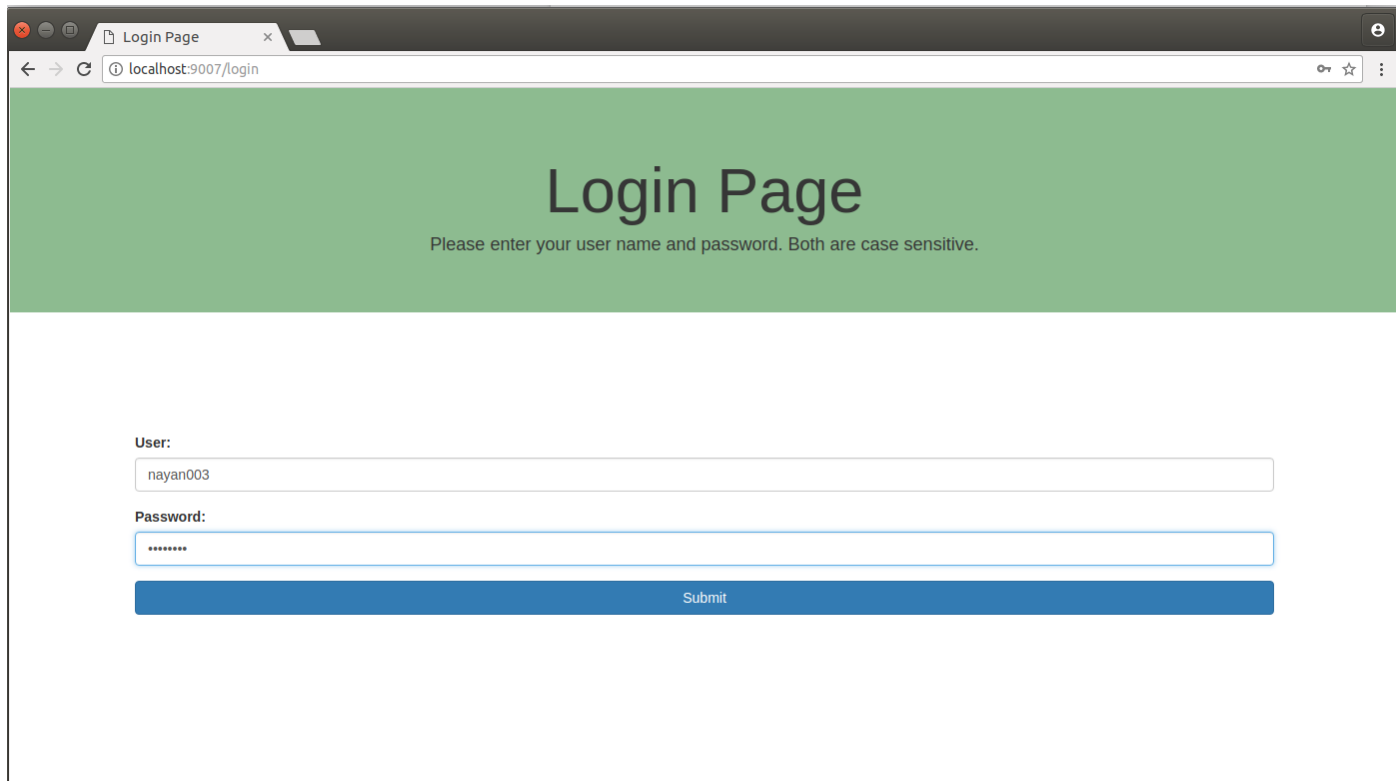 Login Page
localhost:9007/login
Login Page
Please enter your user name and password. Both are case sensitive.
User:
nayan003
Password:
••••••••
Submit